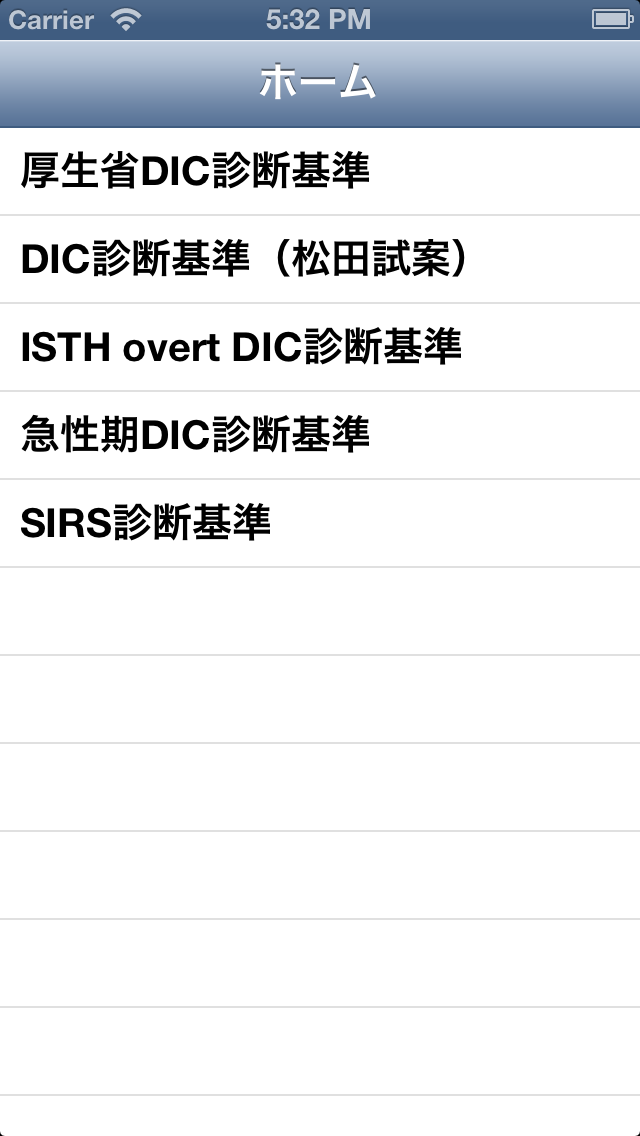 Carrier 5:32 PM
ホーム
厚生省DIC診断基準
DIC診断基準（松田試案）
ISTH overt DIC診断基準
急性期DIC診断基準
SIRS診断基準